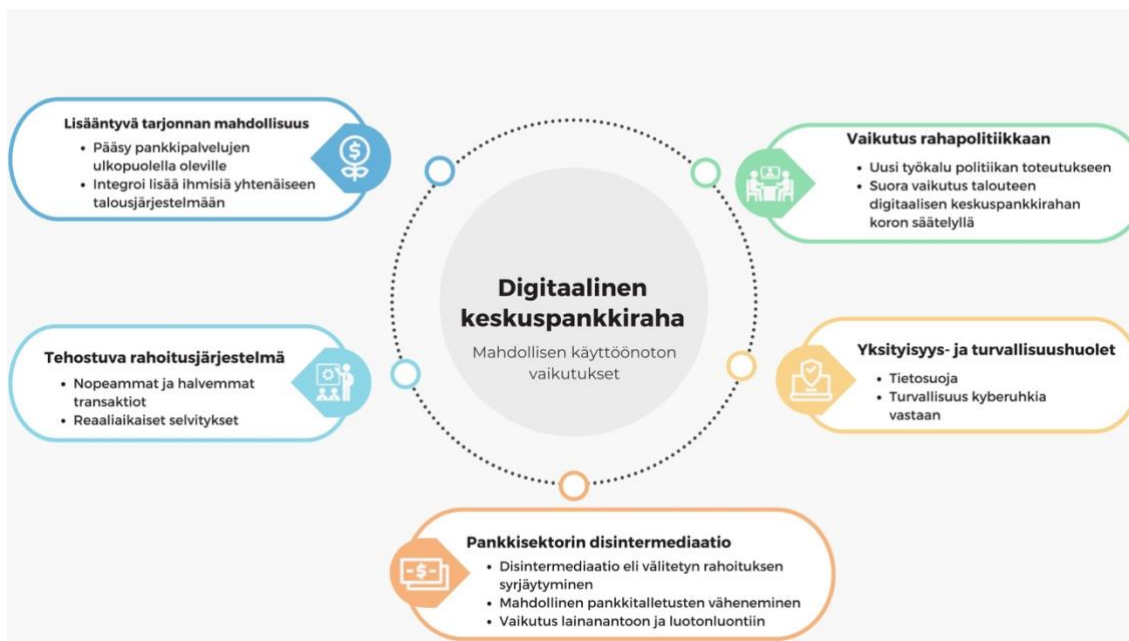 Lisääntyvä tarjonnan mahdollisuus
• Pääsy pankkipalvelujen
ulkopuolella oleville
• Integroi lisää ihmisiä yhtenäiseen
talousjärjestelmään
Vaikutus rahapolitiikkaan
• Uusi työkalu politiikan toteutukseen
• Suora vaikutus talouteen
digitaalisen keskuspankkirahan
koron säätelyllä
Digitaalinen
keskuspankkiraha
Mahdollisen käyttöönoton
vaikutukset
Tehostuva rahoitusjärjestelmä
• Nopeammat ja halvemmat
transaktiot
• Reaaliaikaiset selvitykset
Yksityisyys- ja turvallisuushuolet
• Tietosuoja
• Turvallisuus kyberuhkia
vastaan
Pankkisektorin disintermediaatio
• Disintermediaatio eli välitetyn rahoituksen
syrjäytyminen
• Mahdollinen pankkitalletusten väheneminen
• Vaikutus lainanantoon ja luotonluontiin